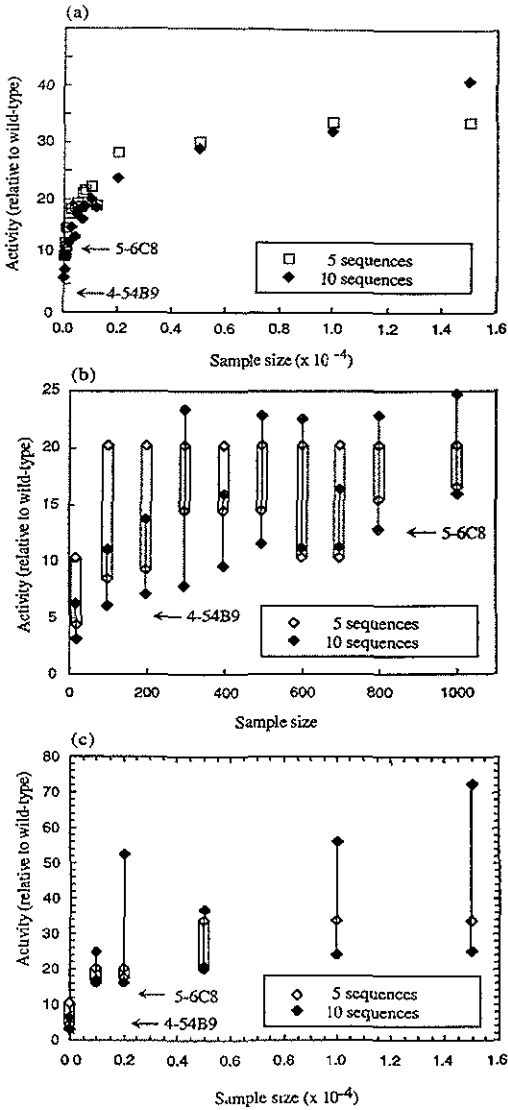 (a)
Activity (relative to wild-type)
40
30
20
10
0
5-6C8
4-54B9
5 sequences
10 sequences
0.0 0.2 0.4 0.6 0.8 1.0 1.2 1.4 1.6
Sample size (x 10 -4)
(b)
Activity (relative to wild-type)
25
20
15
10
5
0
5-6C8
4-54B9
5 sequences
10 sequences
0 200 400 600 800 1000
Sample size
(c)
Activity (relative to wild-type)
80
70
60
50
40
30
20
10
0
5-6C8
4-54B9
5 sequences
10 sequences
0.0 0.2 0.4 0.6 0.8 1.0 1.2 1.4 1.6
Sample size (x 10 -4)